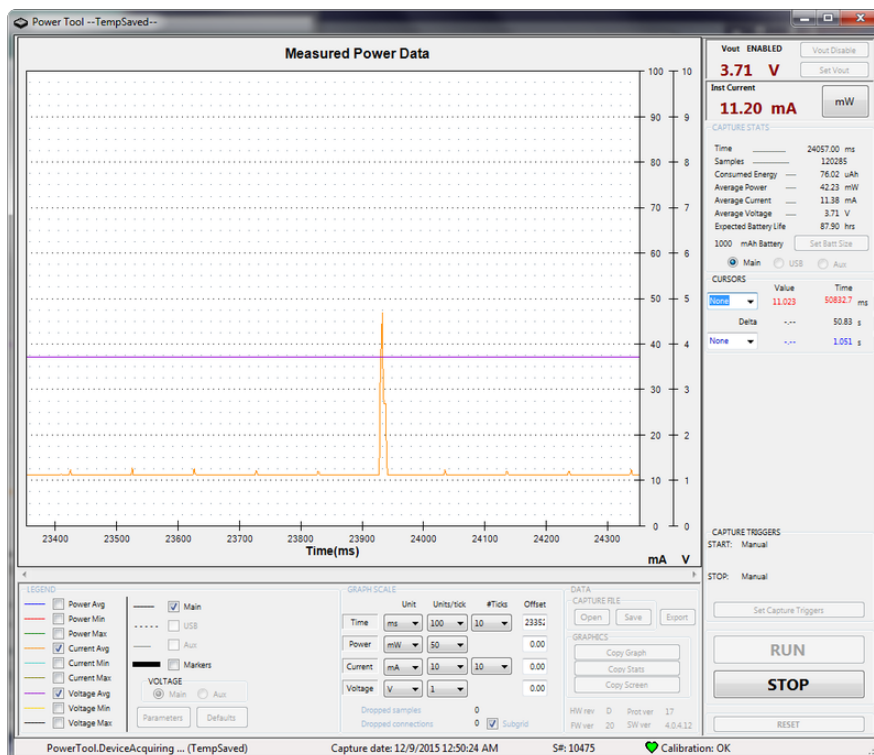 Power Tool --TempSaved--
Measured Power Data
100 10
90 9
80 8
70 7
60 6
50 5
40 4
30 3
20 2
10 1
0 0
23400 23500 23600 23700 23800 23900 24000 24100 24200 24300
Time(ms)
mA V
Vout ENABLED Vout Disable
3.71 V Set Vout
Inst Current
11.20 mA mW
CAPTURE STATS
Time 24057.00 ms
Samples 120285
Consumed Energy 76.02 uAh
Average Power 42.23 mW
Average Current 11.38 mA
Average Voltage 3.71 V
Expected Battery Life 87.90 hrs
1000 mAh Battery Set Batt Size
Main USB Aux
CURSORS
Value Time
None 11.023 50832.7 ms
Delta -.-- 50.83 s
None -.-- 1.051 s
CAPTURE TRIGGERS
START: Manual
STOP: Manual
Set Capture Triggers
RUN
STOP
RESET
LEGEND
Power Avg
Power Min
Power Max
Current Avg
Current Min
Current Max
Voltage Avg
Voltage Min
Voltage Max
Main
USB
Aux
Markers
VOLTAGE
Main Aux
Parameters Defaults
GRAPH SCALE
Unit Units/tick #Ticks Offset
Time ms 100 10 23352
Power mW 50 0.00
Current mA 10 10 0.00
Voltage V 1 0.00
Dropped samples 0
Dropped connections 0 Subgrid
DATA
CAPTURE FILE
Open Save Export
GRAPHICS
Copy Graph
Copy Stats
Copy Screen
HW rev D Prot ver 17
FW ver 20 SW ver 4.0.4.12
PowerTool.DeviceAcquiring ... (TempSaved) Capture date: 12/9/2015 12:50:24 AM S#: 10475 Calibration: OK